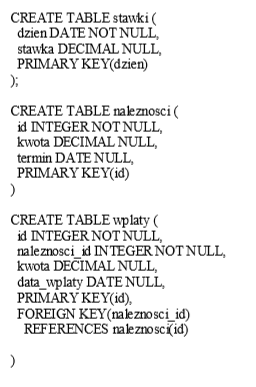 CREATE TABLE stawki (
dzien DATE NOT NULL,
stawka DECIMAL NULL,
PRIMARY KEY(dzien)
);
CREATE TABLE naleznosci (
id INTEGER NOT NULL,
kwota DECIMAL NULL,
termin DATE NULL,
PRIMARY KEY(id)
)
CREATE TABLE wplaty (
id INTEGER NOT NULL,
naleznosci_id INTEGER NOT NULL,
kwota DECIMAL NULL,
data_wplaty DATE NULL,
PRIMARY KEY(id),
FOREIGN KEY(naleznosci_id)
REFERENCES naleznosci(id)
)